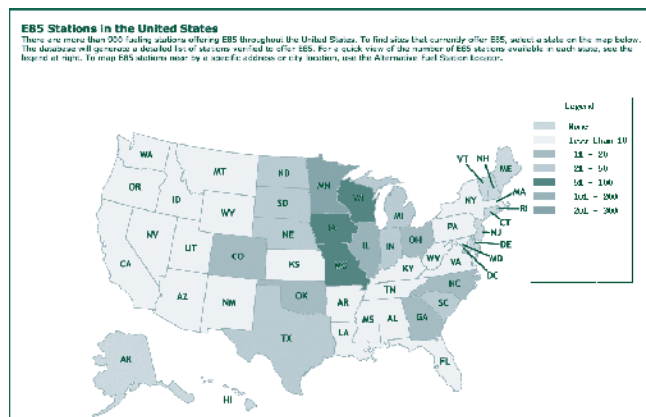 E85 Stations in the United States
There are more than 900 fueling stations offering E85 throughout the United States. To find sites that currently offer E85, select a state on the map below.
The database will generate a detailed list of stations verified to offer E85. For a quick view of the number of E85 stations available in each state, see the
legend at right. To map E85 stations near by a specific address or city location, use the Alternative Fuel Station Locator.
Legend
None
less than 10
11 - 20
21 - 50
51 - 100
101 - 200
201 - 300
WA
MT
ND
MN
VT
NH
ME
OR
ID
WY
SD
WI
MI
NY
MA
RI
CT
NV
UT
CO
NE
IA
IL
IN
OH
PA
NJ
DE
MD
DC
CA
KS
MO
KY
WV
VA
AZ
NM
OK
AR
TN
NC
SC
TX
LA
MS
AL
GA
FL
AK
HI